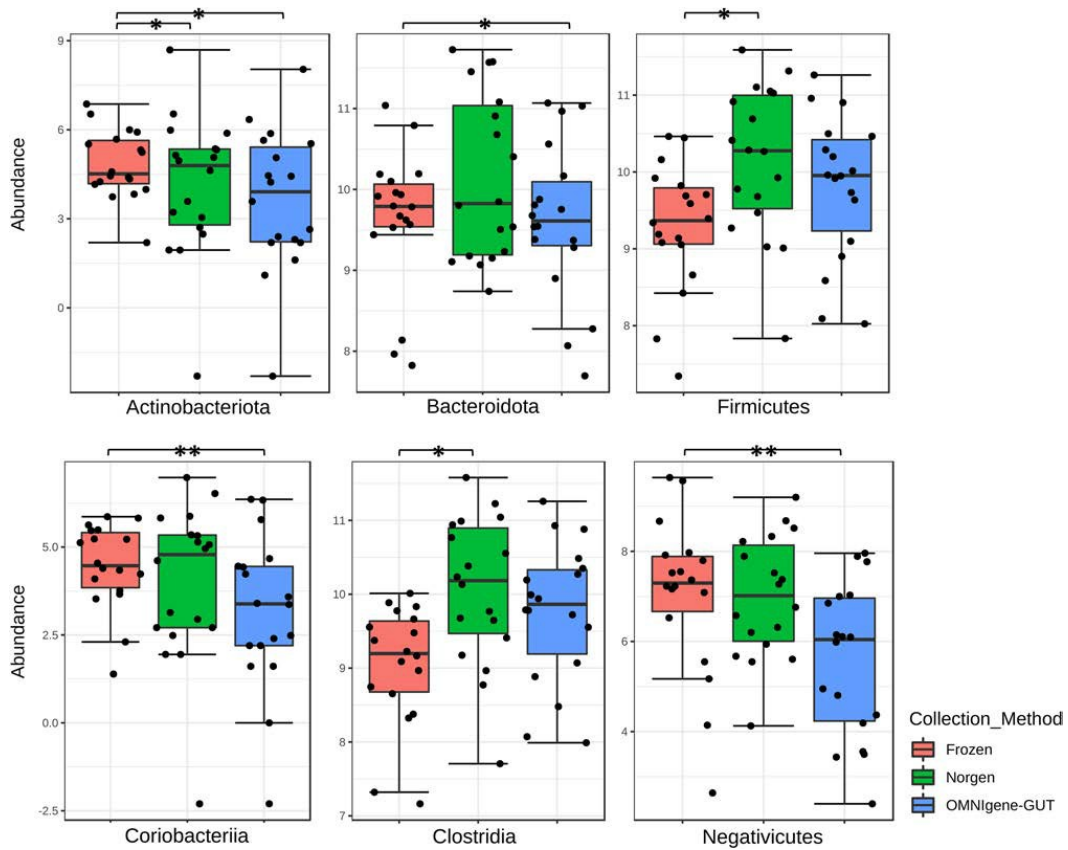 * * * *
Abundance
9 6 3 0
11 10 9 8
11 10 9 8
Actinobacteriota Bacteroidota Firmicutes
** * **
Abundance
5.0 2.5 0.0 -2.5
11 10 9 8 7
10 8 6 4
Coriobacteriia Clostridia Negativicutes
Collection_Method
Frozen
Norgen
OMNIgene-GUT